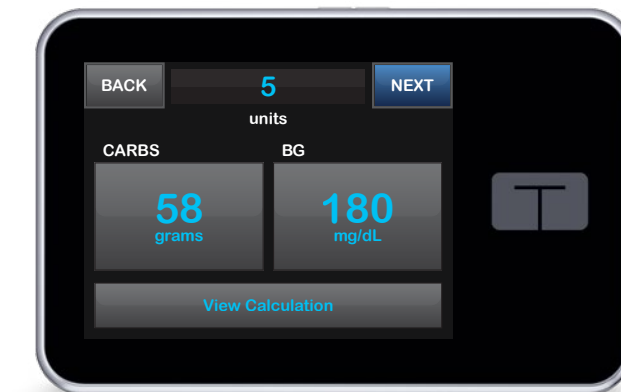 BACK
5
NEXT
units
CARBS
BG
58
grams
180
mg/dL
View Calculation